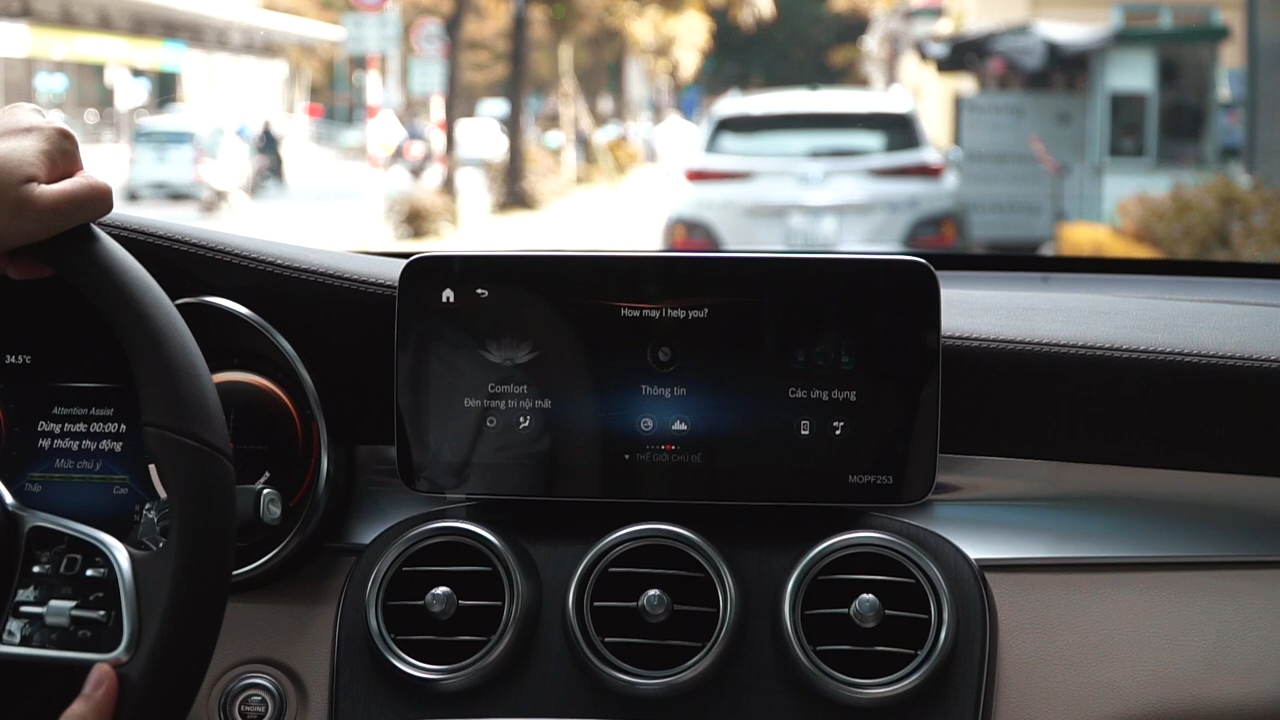 34.5°C
Attention Assist
Dừng trước 00:00 h
Hệ thống thụ động
Mức chú ý
Thấp
Cao
R
N
How may I help you?
Comfort
Đèn trang trí nội thất
Thông tin
Các ứng dụng
THẾ GIỚI CHỦ ĐỀ
MOPF253
ENGINE